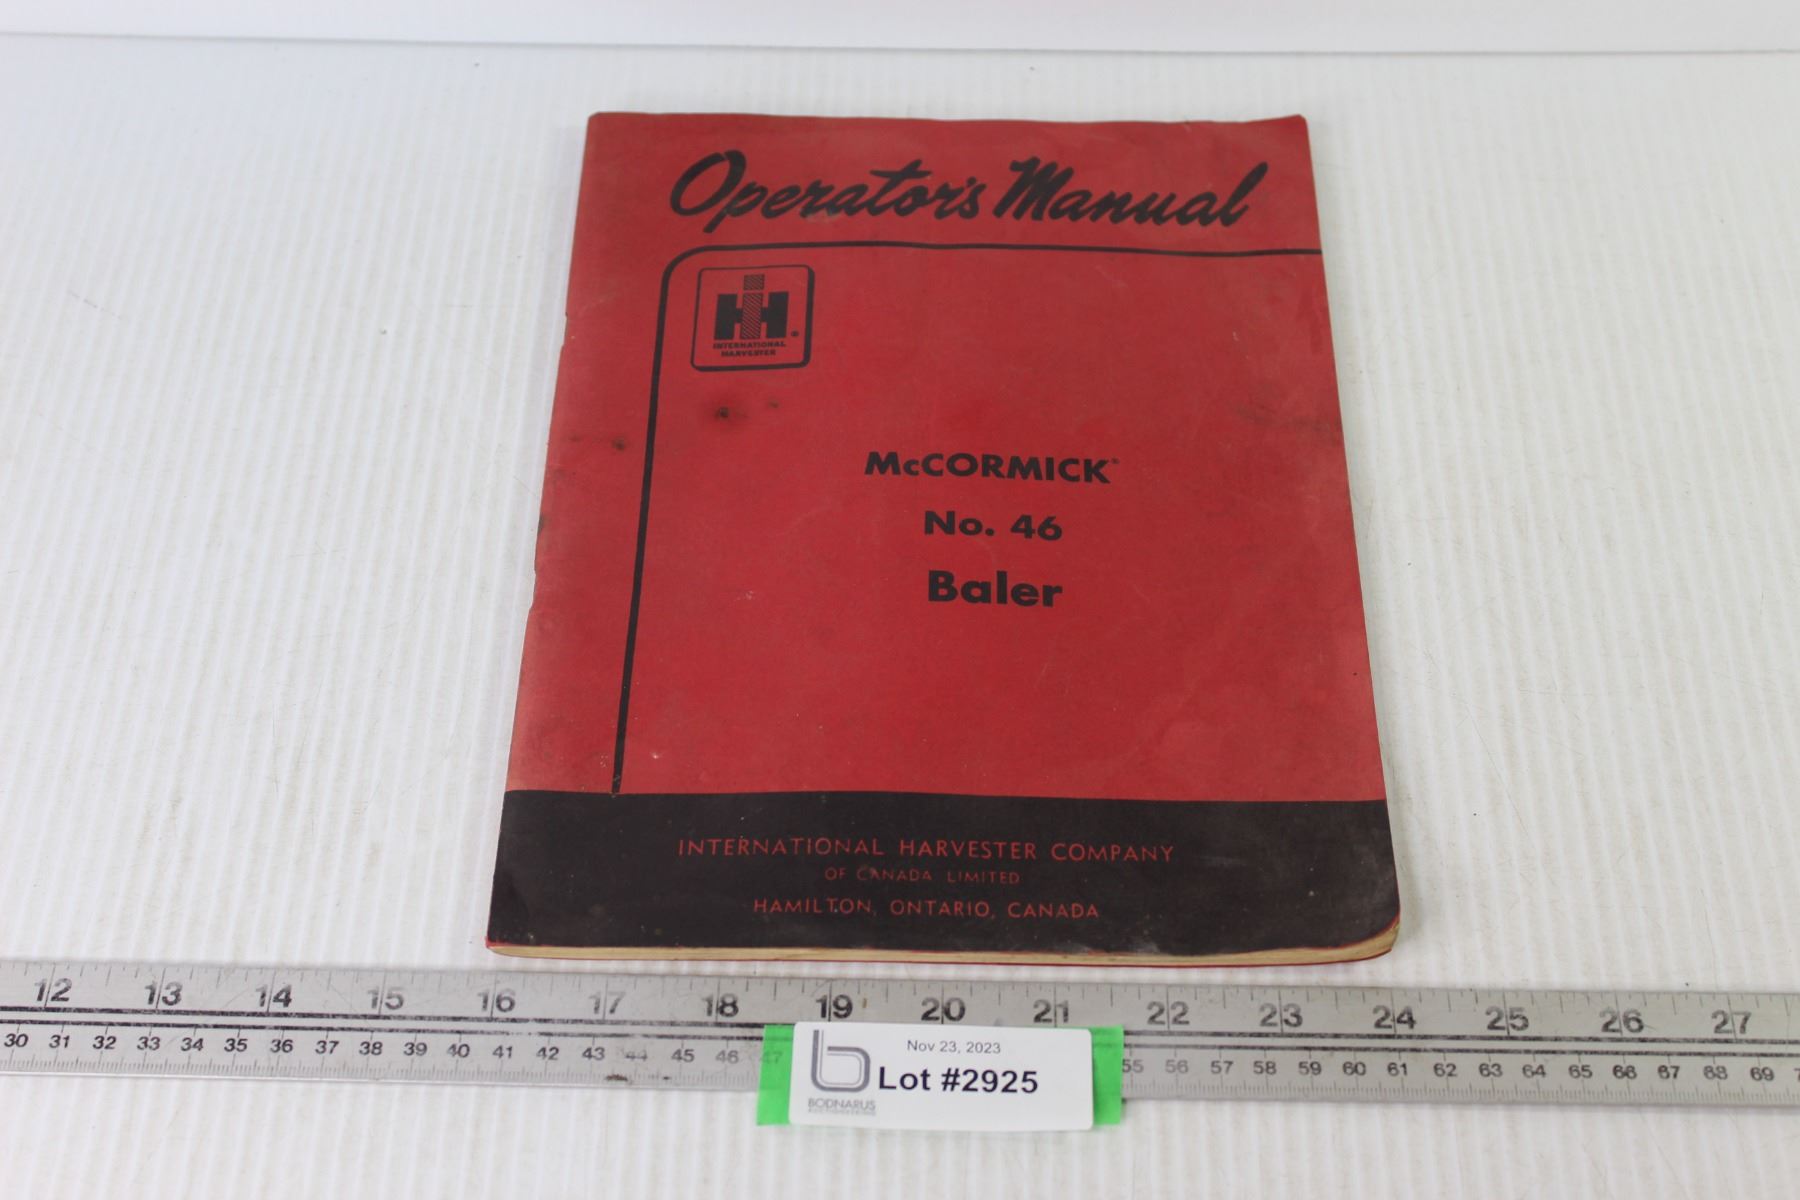 Operator's Manual
IH®
INTERNATIONAL
HARVESTER
McCORMICK®
No. 46
Baler
INTERNATIONAL HARVESTER COMPANY
OF CANADA LIMITED
HAMILTON, ONTARIO, CANADA
12 13 14 15 16 17 18 19 20 21 22 23 24 25 26 27
30 31 32 33 34 35 36 37 38 39 40 41 42 43 44 45 46 47 55 56 57 58 59 60 61 62 63 64 65 66 67 68 69
Nov 23, 2023
b Lot #2925
BODNARUS
AUCTIONEERING